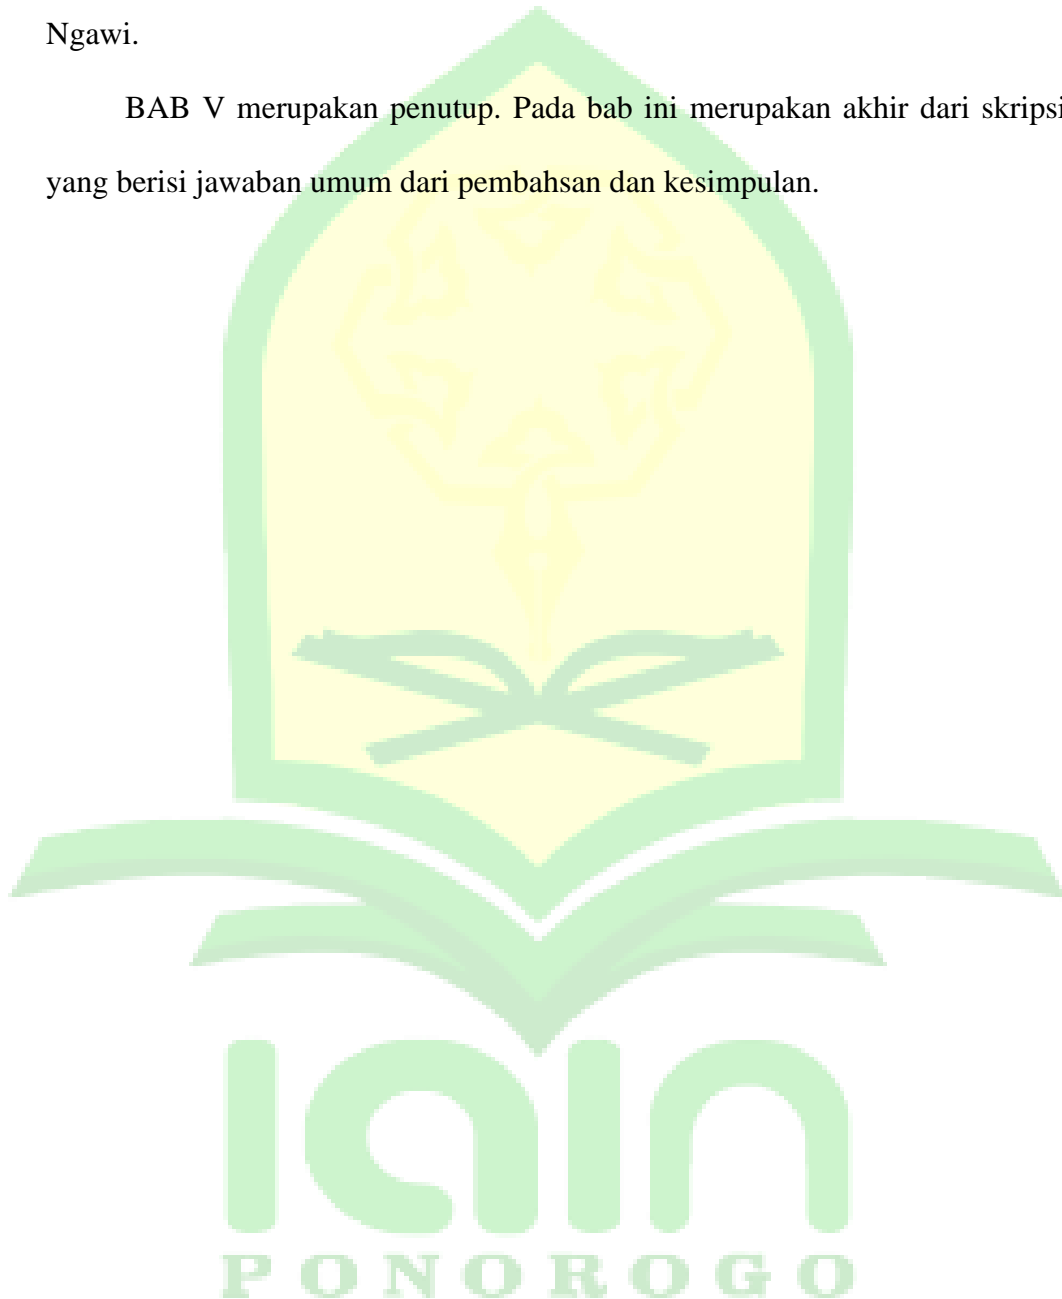 Ngawi.
BAB V merupakan penutup. Pada bab ini merupakan akhir dari skripsi
yang berisi jawaban umum dari pembahsan dan kesimpulan.
iain
PONOROGO